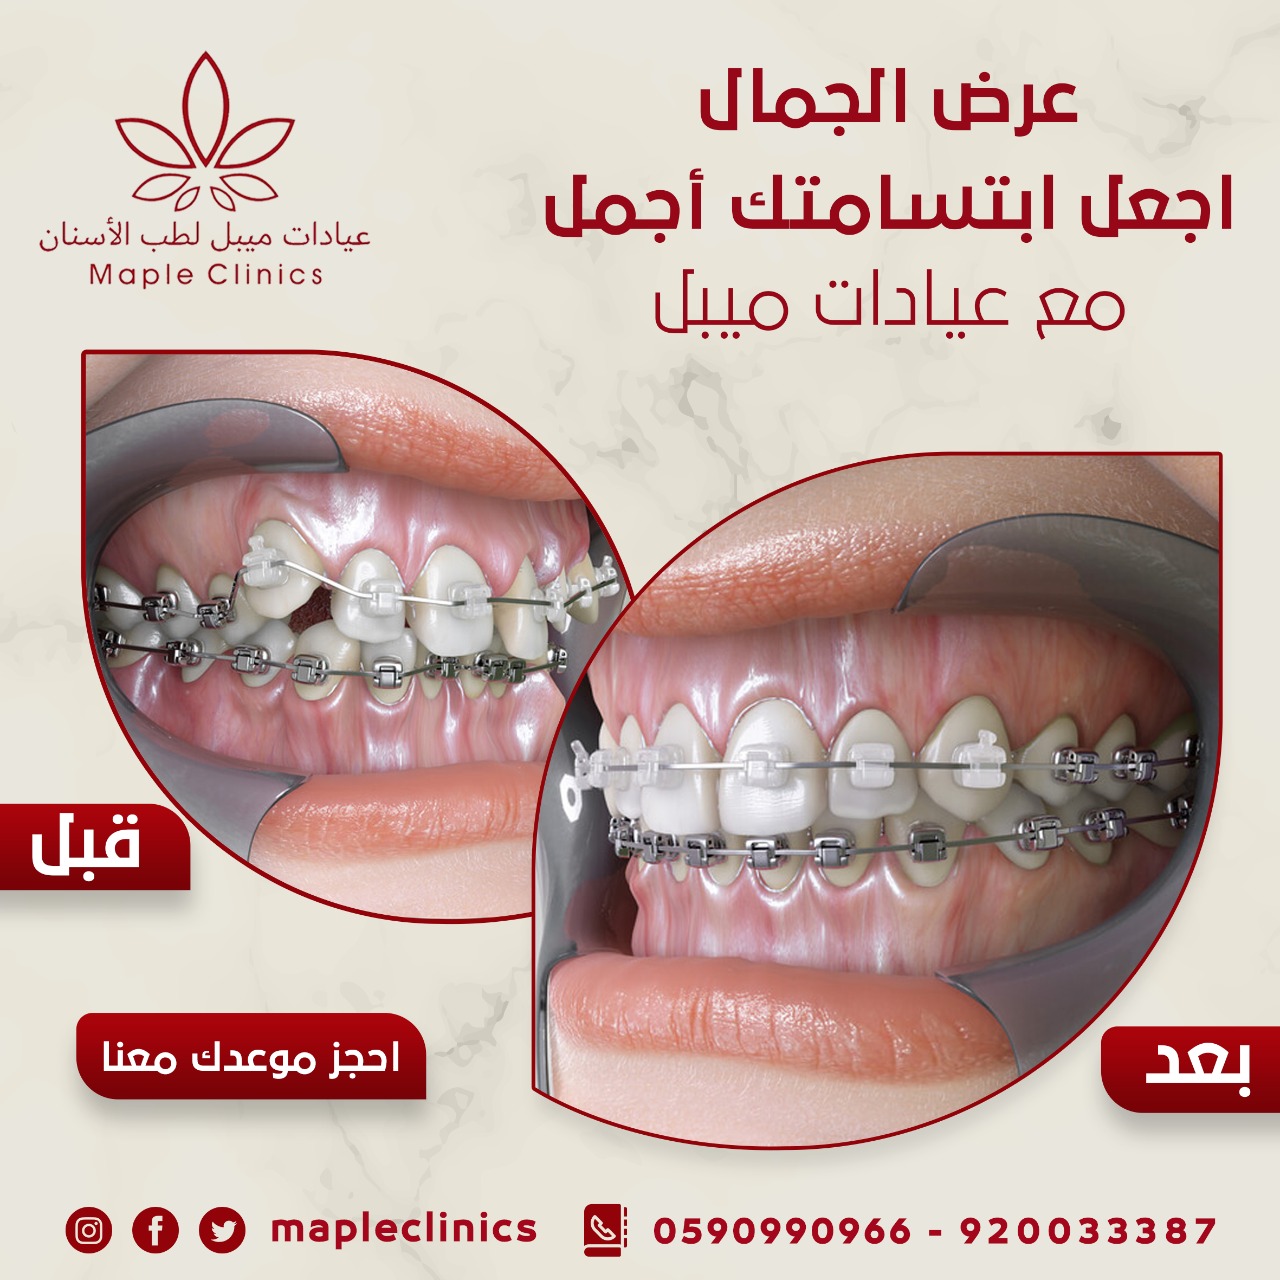 عرض الجمال
اجعل ابتسامتك أجمل
مع عيادات ميبل
عيادات ميبل لطب الأسنان
Maple Clinics
قبل
بعد
احجز موعدك معنا
mapleclinics
0590990966 - 920033387